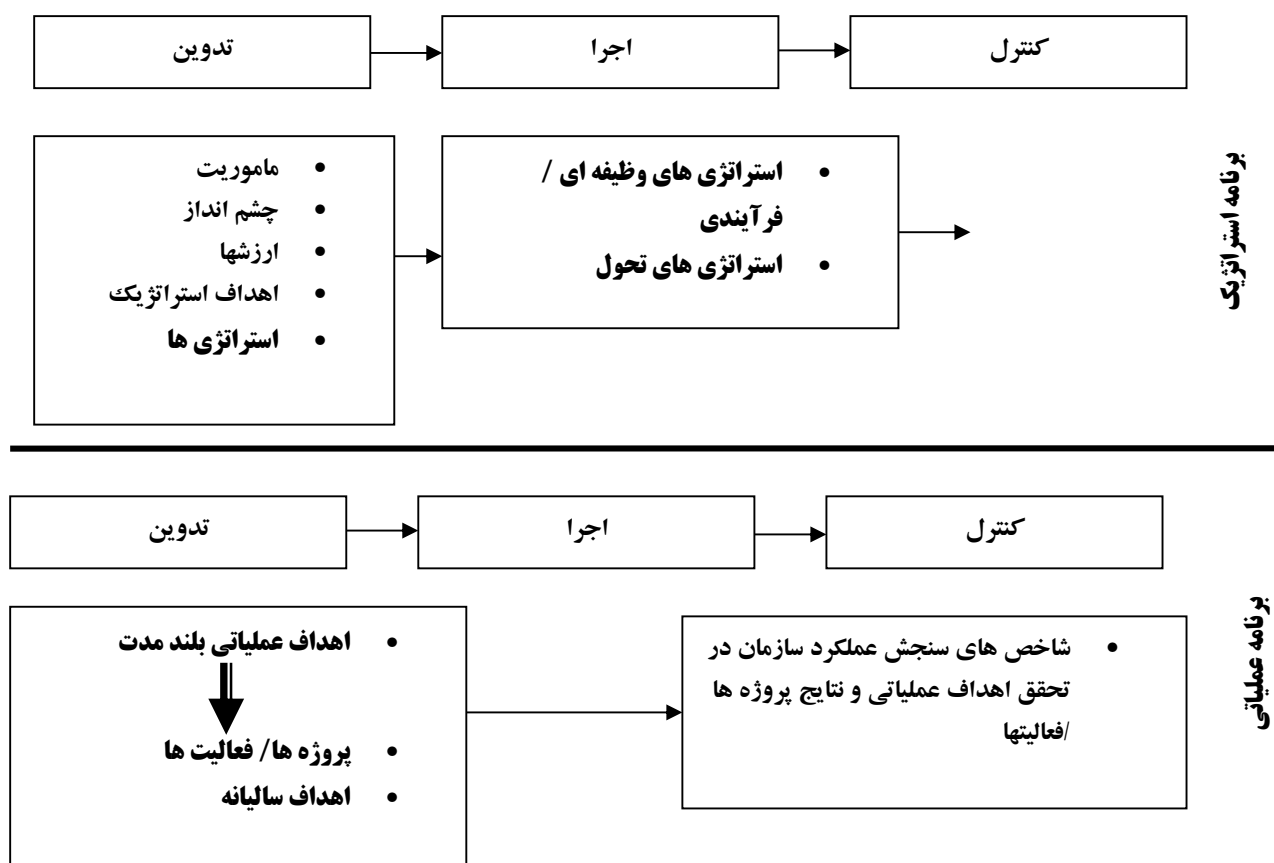 تدوین
اجرا
کنترل
• ماموریت
• چشم انداز
• ارزشها
• اهداف استراتژیک
• استراتژی ها
• استراتژی های وظیفه ای /
فرآیندی
• استراتژی های تحول
برنامه استراتژیک
تدوین
اجرا
کنترل
• اهداف عملیاتی بلند مدت
• پروژه ها/ فعالیت ها
• اهداف سالیانه
• شاخص های سنجش عملکرد سازمان در
تحقق اهداف عملیاتی و نتایج پروژه ها
/فعالیتها
برنامه عملیاتی